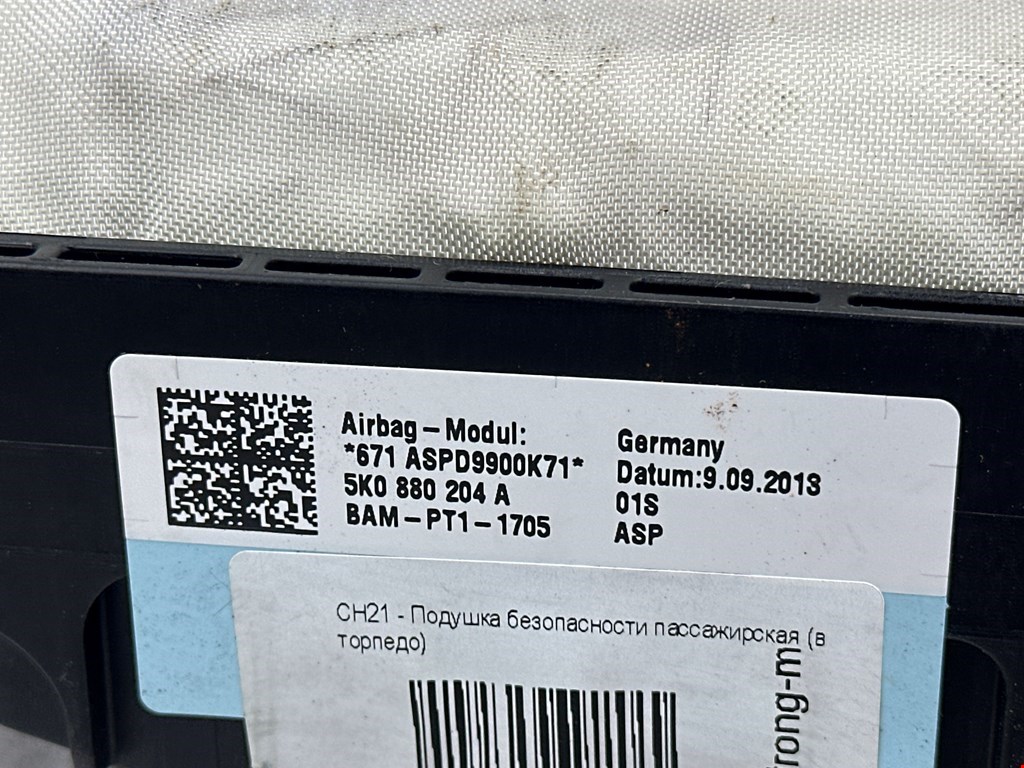 Airbag-Modul:
*671 ASPD9900K71*
5K0 880 204 A
BAM-PT1-1705
Germany
Datum:9.09.2013
01S
ASP
CH21 - Подушка безопасности пассажирская (в
торпедо)
rong-m